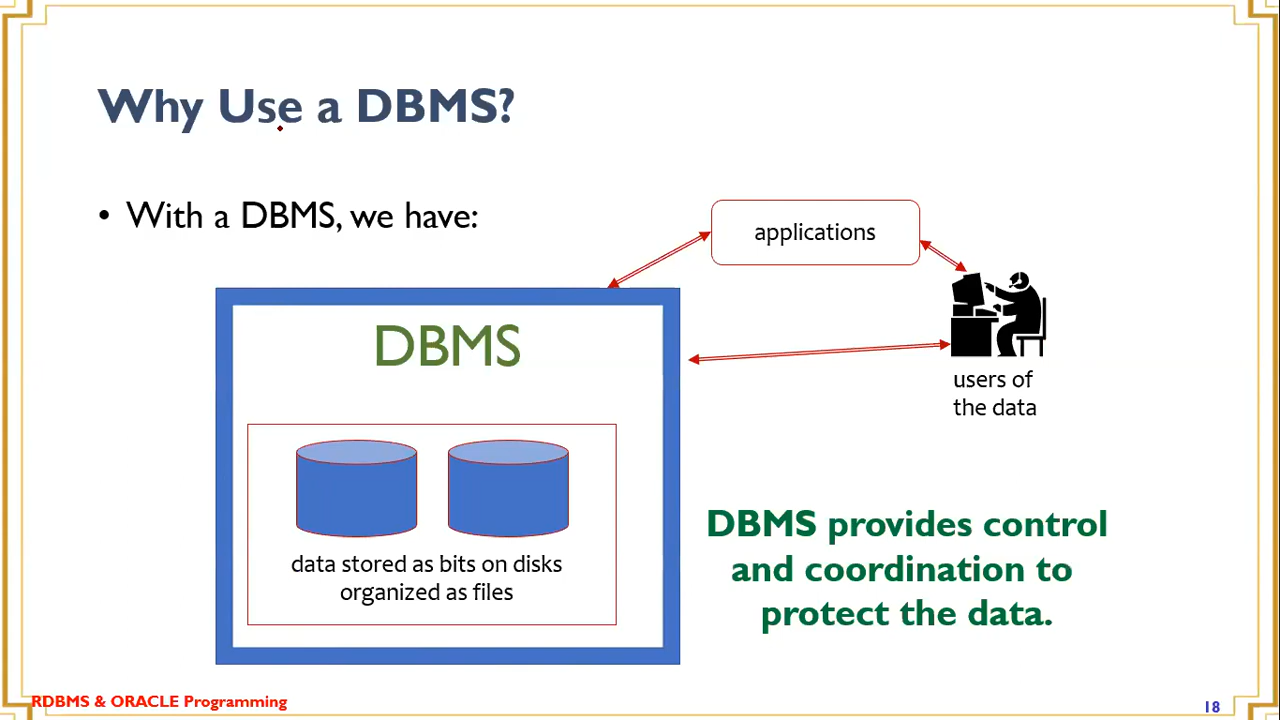 Why Use a DBMS?
• With a DBMS, we have:
applications
DBMS
users of
the data
data stored as bits on disks
organized as files
DBMS provides control
and coordination to
protect the data.
RDBMS & ORACLE Programming
18